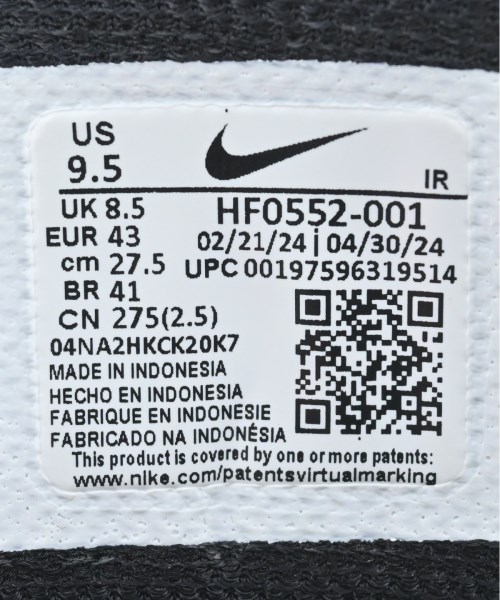 US
9.5
IR
UK 8.5
HF0552-001
EUR 43
02/21/24 | 04/30/24
cm 27.5
UPC 00197596319514
BR 41
CN 275(2.5)
04NA2HKCK20K7
MADE IN INDONESIA
HECHO EN INDONESIA
FABRIQUE EN INDONESIE
FABRICADO NA INDONÉSIA
This product is covered by one or more patents:
www.nike.com/patentsvirtualmarking